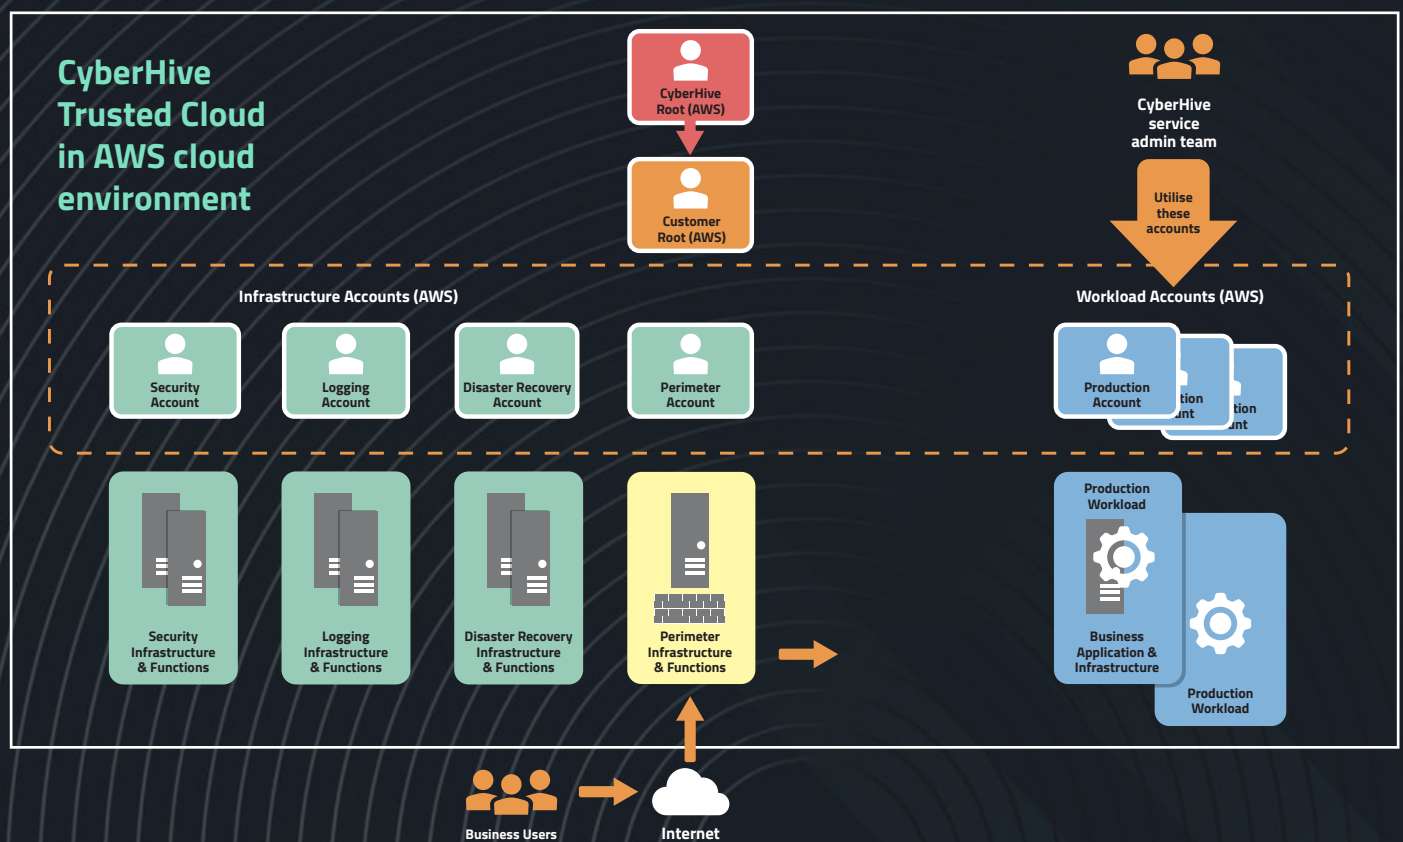 CyberHive
Trusted Cloud
in AWS cloud
environment
CyberHive
Root (AWS)
Customer
Root (AWS)
CyberHive
service
admin team
Utilise
these
accounts
Infrastructure Accounts (AWS)
Workload Accounts (AWS)
Security
Account
Logging
Account
Disaster Recovery
Account
Perimeter
Account
Production
Account
Security
Infrastructure
& Functions
Logging
Infrastructure
& Functions
Disaster Recovery
Infrastructure
& Functions
Perimeter
Infrastructure
& Functions
Production
Workload
Business
Application &
Infrastructure
Production
Workload
Business Users
Internet